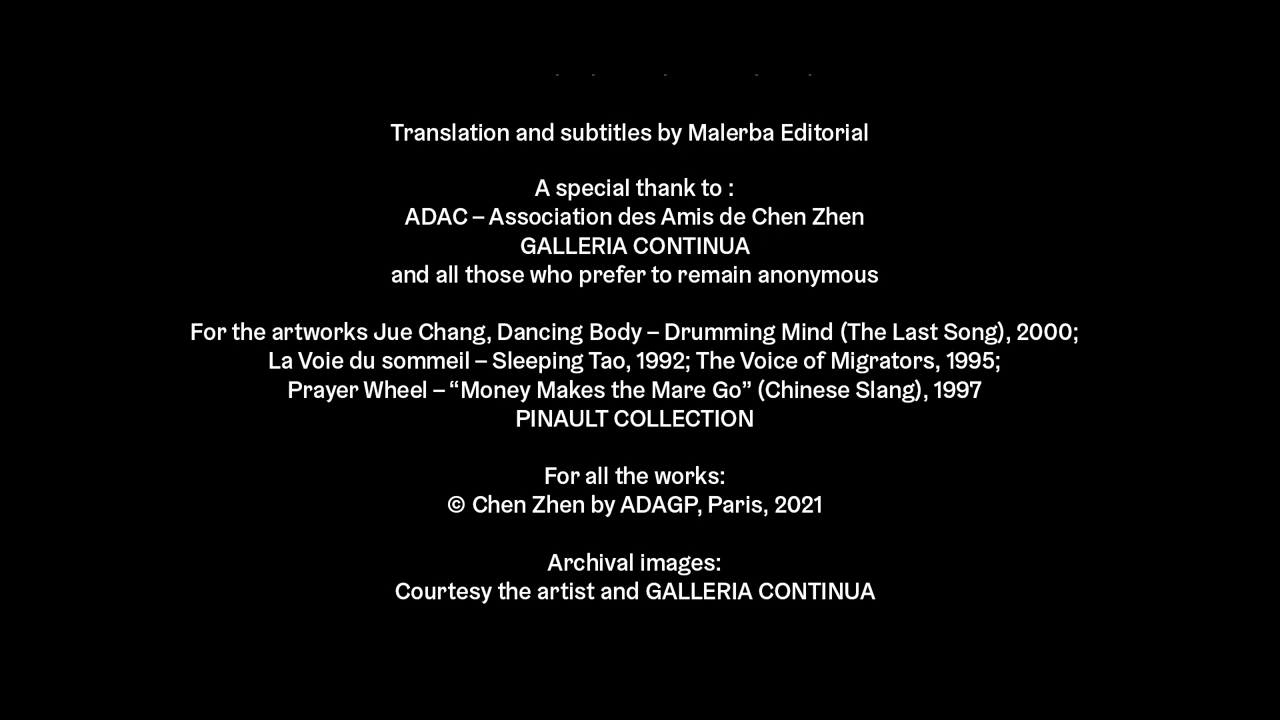 Translation and subtitles by Malerba Editorial
A special thank to :
ADAC – Association des Amis de Chen Zhen
GALLERIA CONTINUA
and all those who prefer to remain anonymous
For the artworks Jue Chang, Dancing Body – Drumming Mind (The Last Song), 2000;
La Voie du sommeil – Sleeping Tao, 1992; The Voice of Migrators, 1995;
Prayer Wheel – “Money Makes the Mare Go” (Chinese Slang), 1997
PINAULT COLLECTION
For all the works:
© Chen Zhen by ADAGP, Paris, 2021
Archival images:
Courtesy the artist and GALLERIA CONTINUA